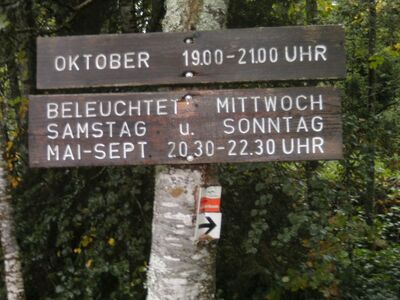 OKTOBER 19.00-21.00 UHR
BELEUCHTET: MITTWOCH
SAMSTAG u. SONNTAG
MAI-SEPT. 20.30-22.30 UHR